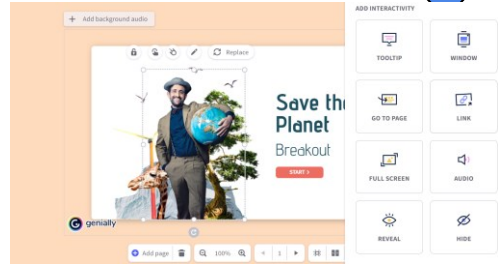 + Add background audio
ADD INTERACTIVITY
Replace
TOOLTIP
WINDOW
Save the
Planet
Breakout
START >
GO TO PAGE
LINK
FULL SCREEN
AUDIO
genially
REVEAL
HIDE
Add page
100%
1